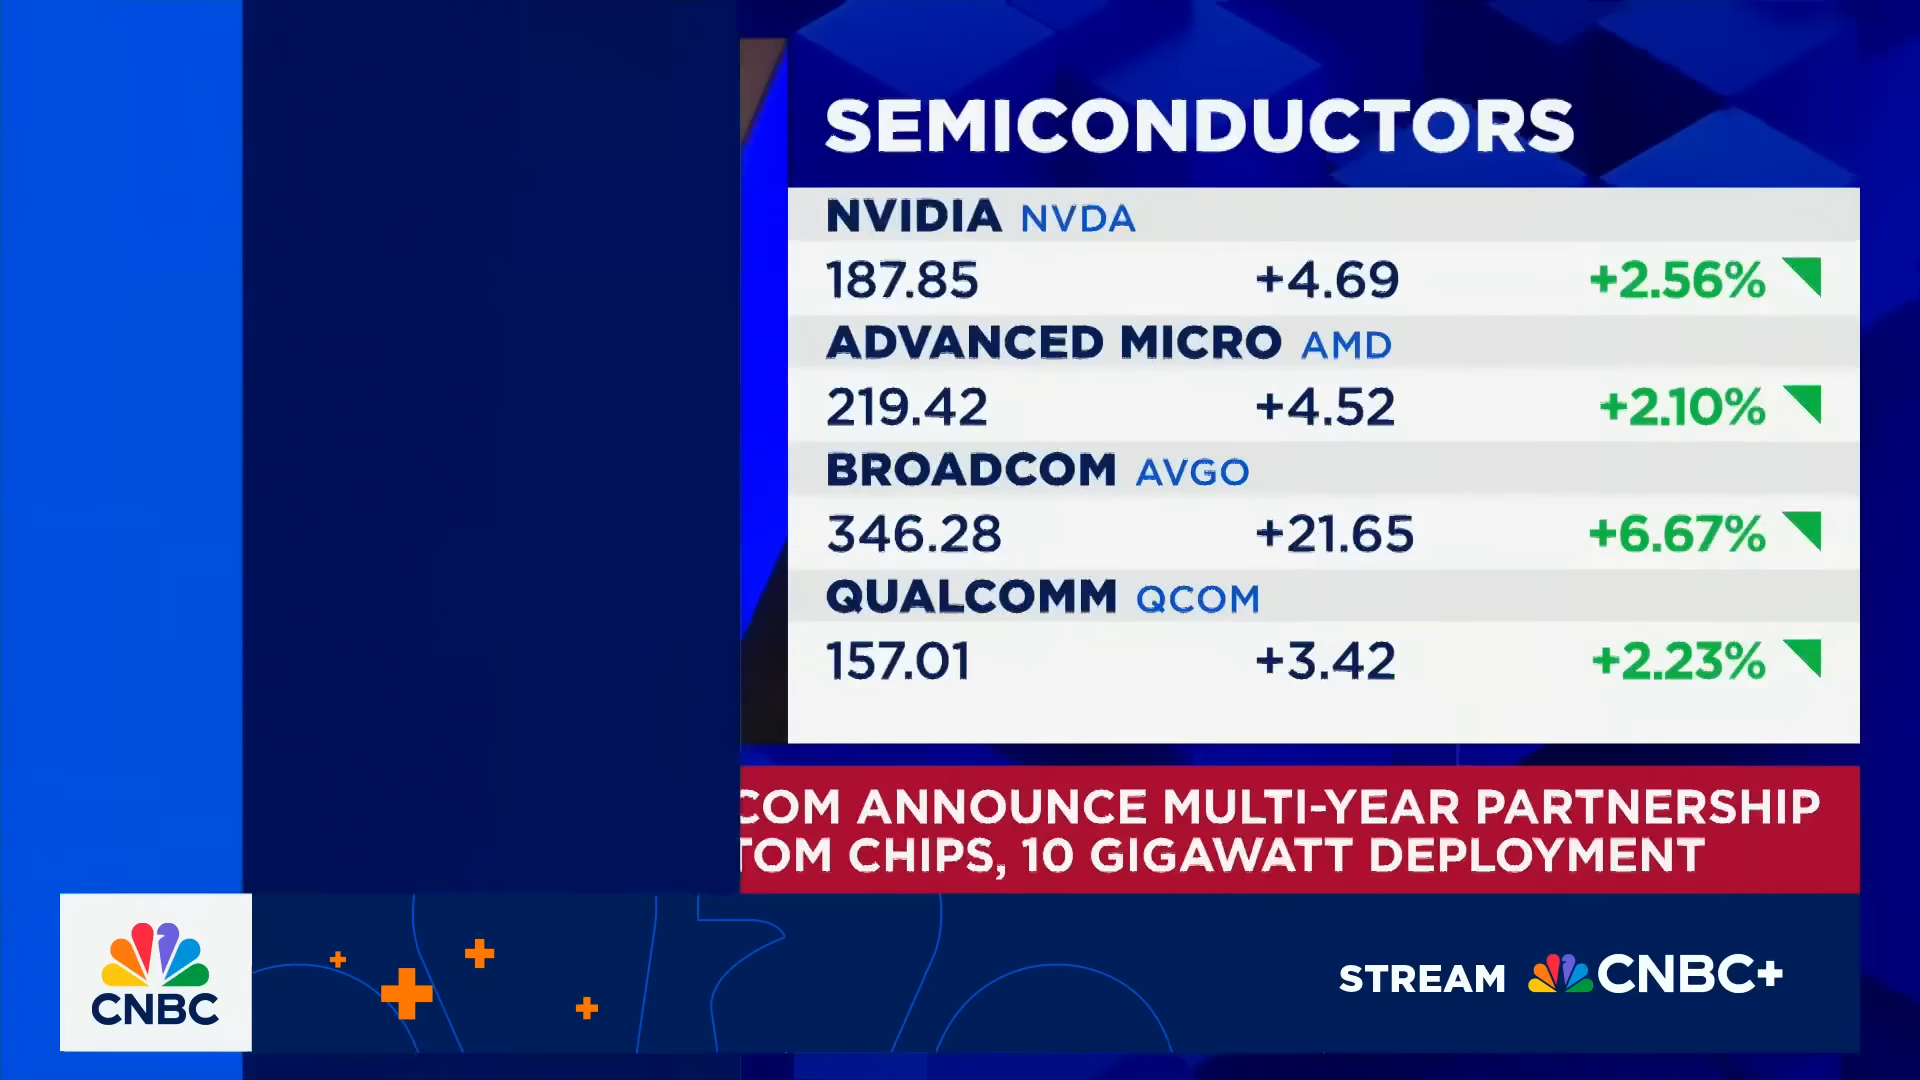 SEMICONDUCTORS
NVIDIA NVDA
187.85 +4.69 +2.56%
ADVANCED MICRO AMD
219.42 +4.52 +2.10%
BROADCOM AVGO
346.28 +21.65 +6.67%
QUALCOMM QCOM
157.01 +3.42 +2.23%
COM ANNOUNCE MULTI-YEAR PARTNERSHIP
TOM CHIPS, 10 GIGAWATT DEPLOYMENT
CNBC
STREAM CNBC+